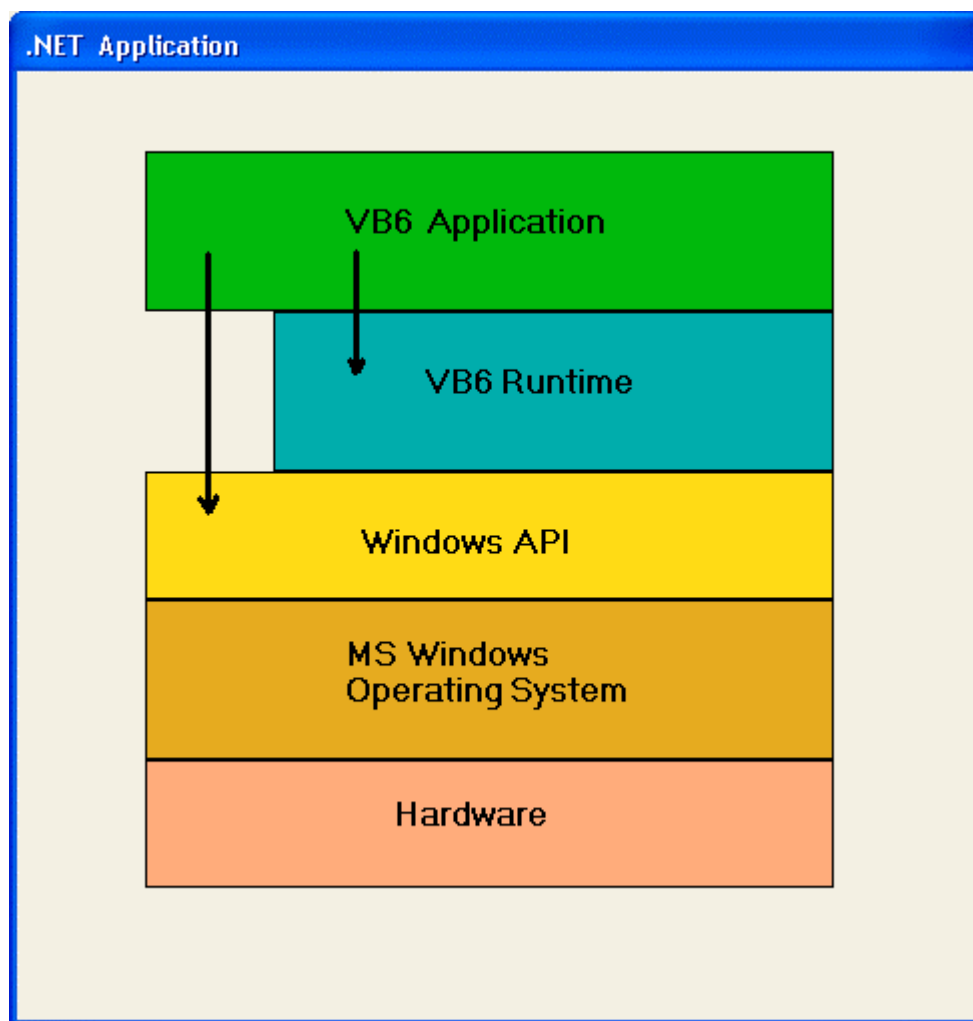 .NET Application
VB6 Application
VB6 Runtime
Windows API
MS Windows
Operating System
Hardware